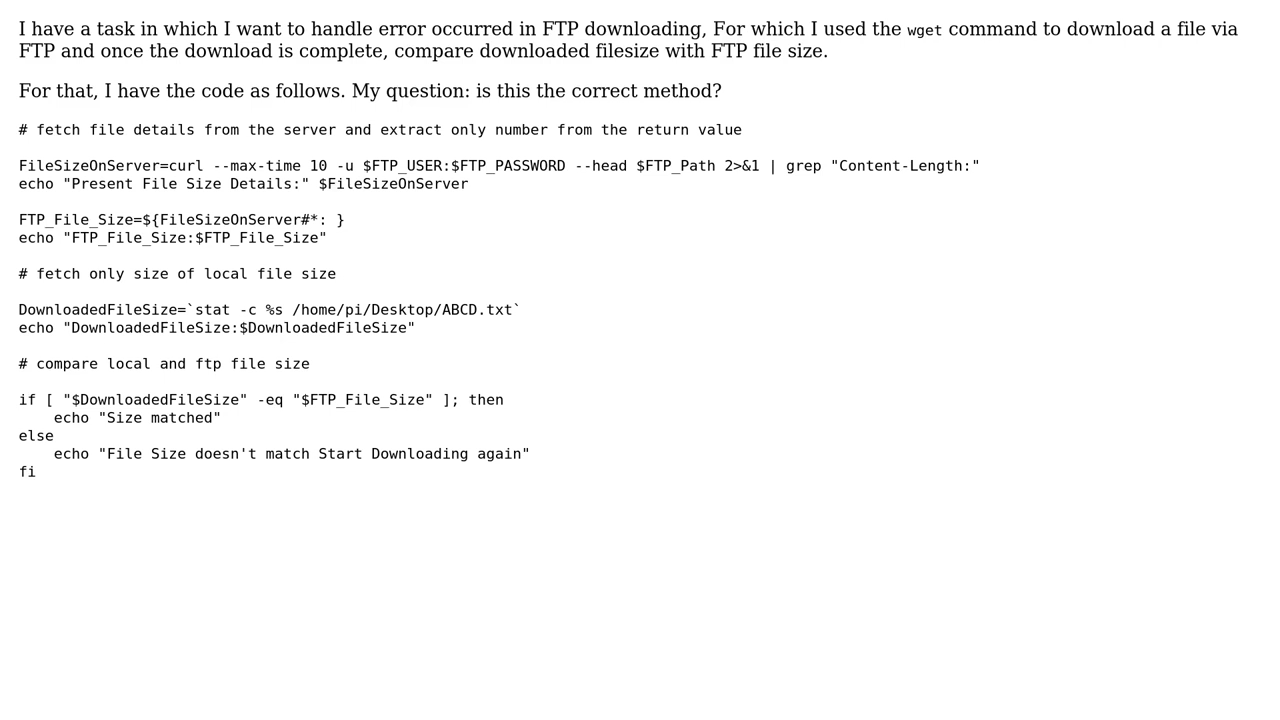 I have a task in which I want to handle error occurred in FTP downloading, For which I used the wget command to download a file via
FTP and once the download is complete, compare downloaded filesize with FTP file size.
For that, I have the code as follows. My question: is this the correct method?
# fetch file details from the server and extract only number from the return value
FileSizeOnServer=curl --max-time 10 -u $FTP_USER:$FTP_PASSWORD --head $FTP_Path 2>&1 | grep "Content-Length:"
echo "Present File Size Details:" $FileSizeOnServer
FTP_File_Size=${FileSizeOnServer#*: }
echo "FTP_File_Size:$FTP_File_Size"
# fetch only size of local file size
DownloadedFileSize=`stat -c %s /home/pi/Desktop/ABCD.txt`
echo "DownloadedFileSize:$DownloadedFileSize"
# compare local and ftp file size
if [ "$DownloadedFileSize" -eq "$FTP_File_Size" ]; then
    echo "Size matched"
else
    echo "File Size doesn't match Start Downloading again"
fi